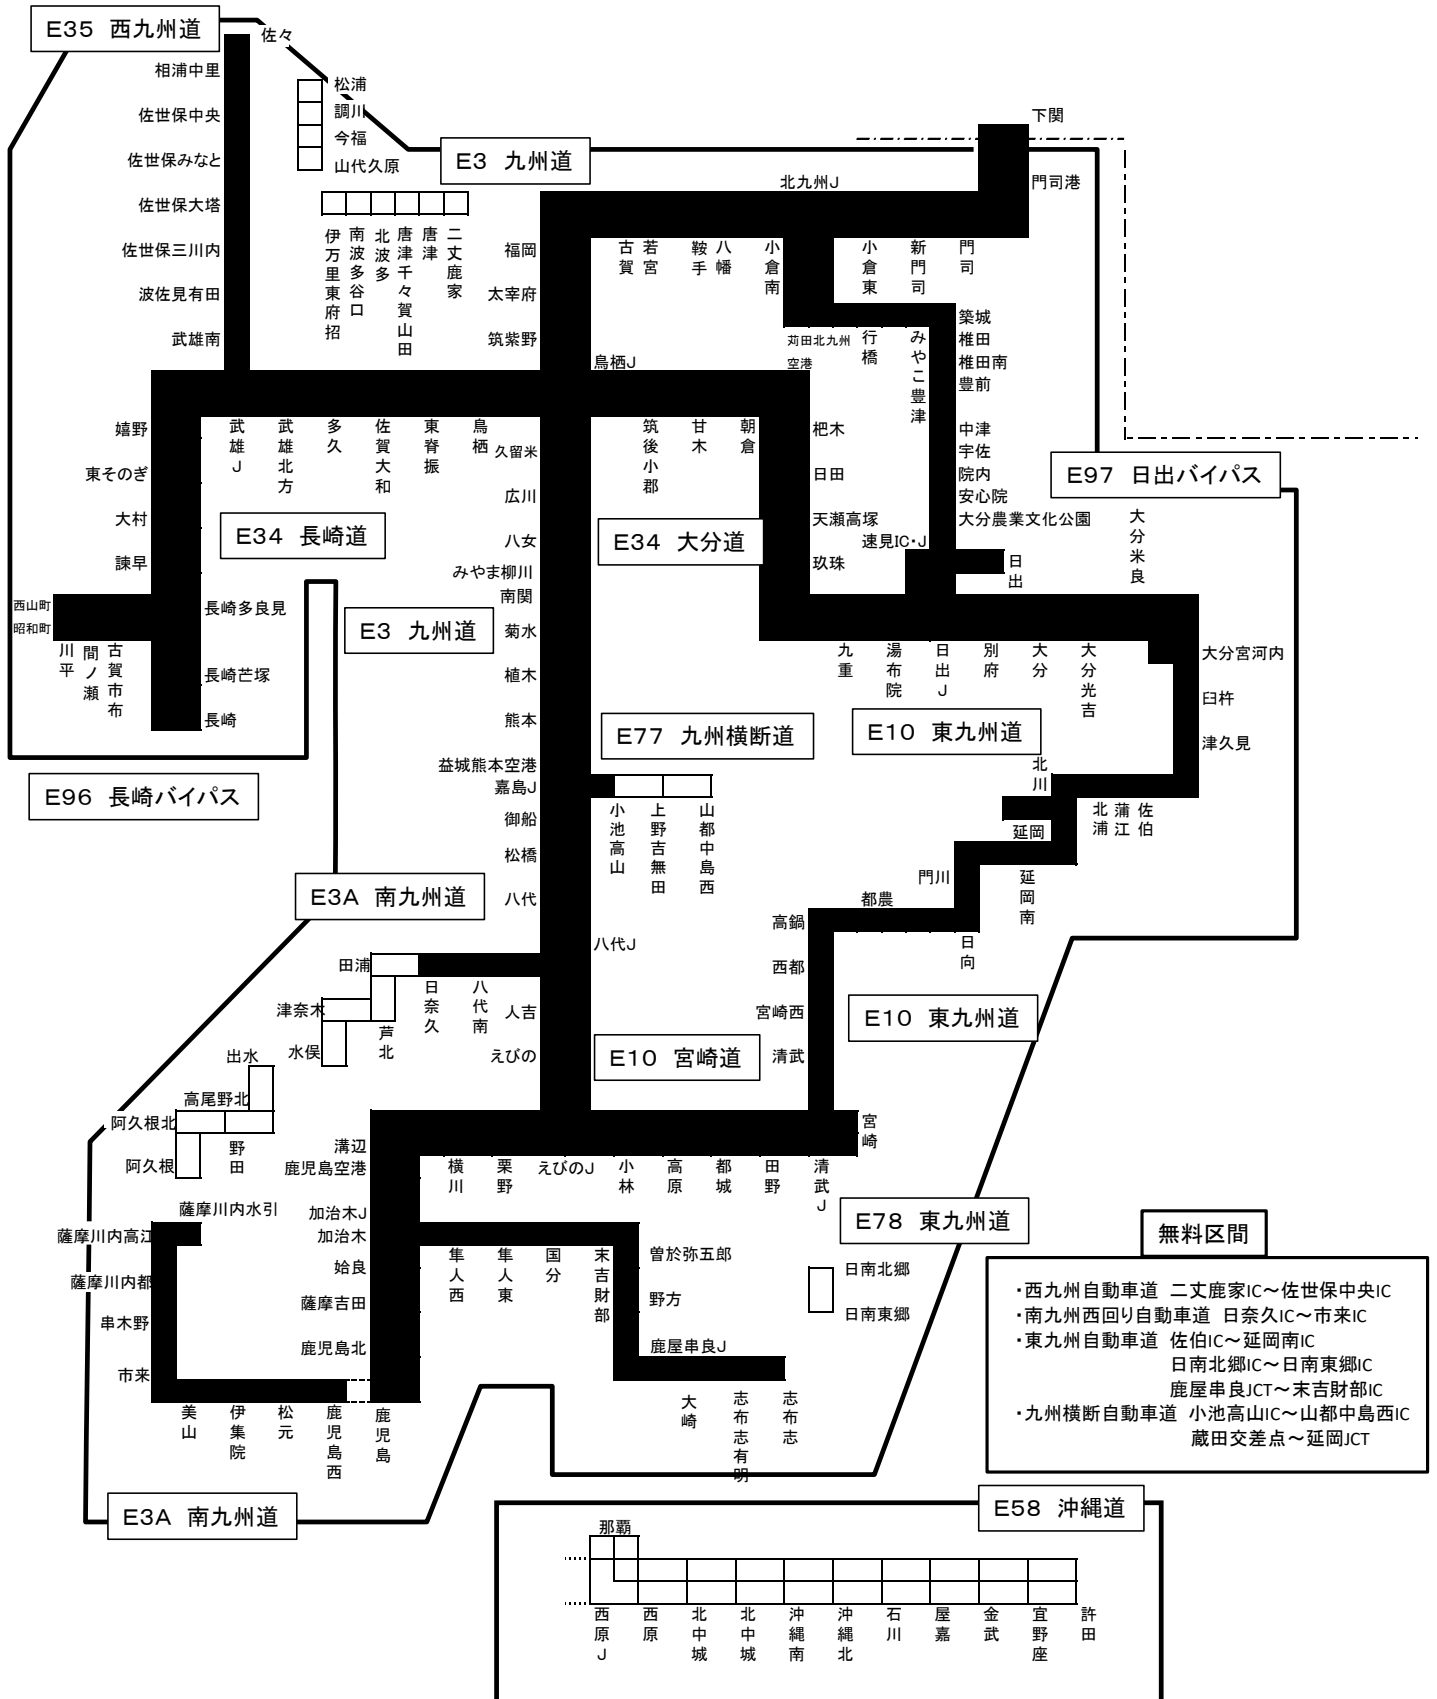 E35 西九州道
佐々
相浦中里
佐世保中央
佐世保みなと
佐世保大塔
佐世保三川内
波佐見有田
武雄南
松浦
調川
今福
山代久原
E3 九州道
伊万里東府招
南波多谷口
北波多
唐津千々賀山田
唐津
二丈鹿家
福岡
太宰府
筑紫野
鳥栖J
北九州J
下関
門司港
古賀
若宮
鞍手
八幡
小倉南
小倉東
新門司
門司
苅田北九州
空港
行橋
みやこ豊津
築城
椎田
椎田南
豊前
中津
宇佐
院内
安心院
大分農業文化公園
速見IC・J
日出
E97 日出バイパス
大分米良
嬉野
東そのぎ
大村
諫早
武雄J
武雄北方
多久
佐賀大和
東脊振
鳥栖
久留米
広川
八女
みやま柳川
南関
菊水
植木
熊本
益城熊本空港
嘉島J
御船
松橋
八代
筑後小郡
甘木
朝倉
杷木
日田
天瀬高塚
玖珠
E34 長崎道
E34 大分道
E3 九州道
西山町
昭和町
川平
間ノ瀬
古賀市布
長崎多良見
長崎芒塚
長崎
E96 長崎バイパス
九重
湯布院
日出J
別府
大分
大分光吉
大分宮河内
臼杵
津久見
E10 東九州道
E77 九州横断道
小池高山
上野吉無田
山都中島西
北川
延岡
北浦
蒲江
佐伯
延岡南
門川
都農
日向
高鍋
西都
宮崎西
清武
E10 東九州道
E3A 南九州道
八代J
田浦
日奈久
八代南
人吉
えびの
津奈木
芦北
水俣
出水
高尾野北
阿久根北
阿久根
野田
E10 宮崎道
宮崎
溝辺
鹿児島空港
横川
栗野
えびのJ
小林
高原
都城
田野
清武J
加治木J
加治木
姶良
薩摩吉田
鹿児島北
薩摩川内水引
薩摩川内高江
薩摩川内都
串木野
市来
美山
伊集院
松元
鹿児島西
鹿児島
隼人西
隼人東
国分
末吉財部
曽於弥五郎
野方
鹿屋串良J
大崎
志布志有明
志布志
E78 東九州道
日南北郷
日南東郷
無料区間
・西九州自動車道 二丈鹿家IC～佐世保中央IC
・南九州西回り自動車道 日奈久IC～市来IC
・東九州自動車道 佐伯IC～延岡南IC
日南北郷IC～日南東郷IC
鹿屋串良JCT～末吉財部IC
・九州横断自動車道 小池高山IC～山都中島西IC
蔵田交差点～延岡JCT
E3A 南九州道
E58 沖縄道
那覇
西原J
西原
北中城
北中城
沖縄南
沖縄北
石川
屋嘉
金武
宜野座
許田